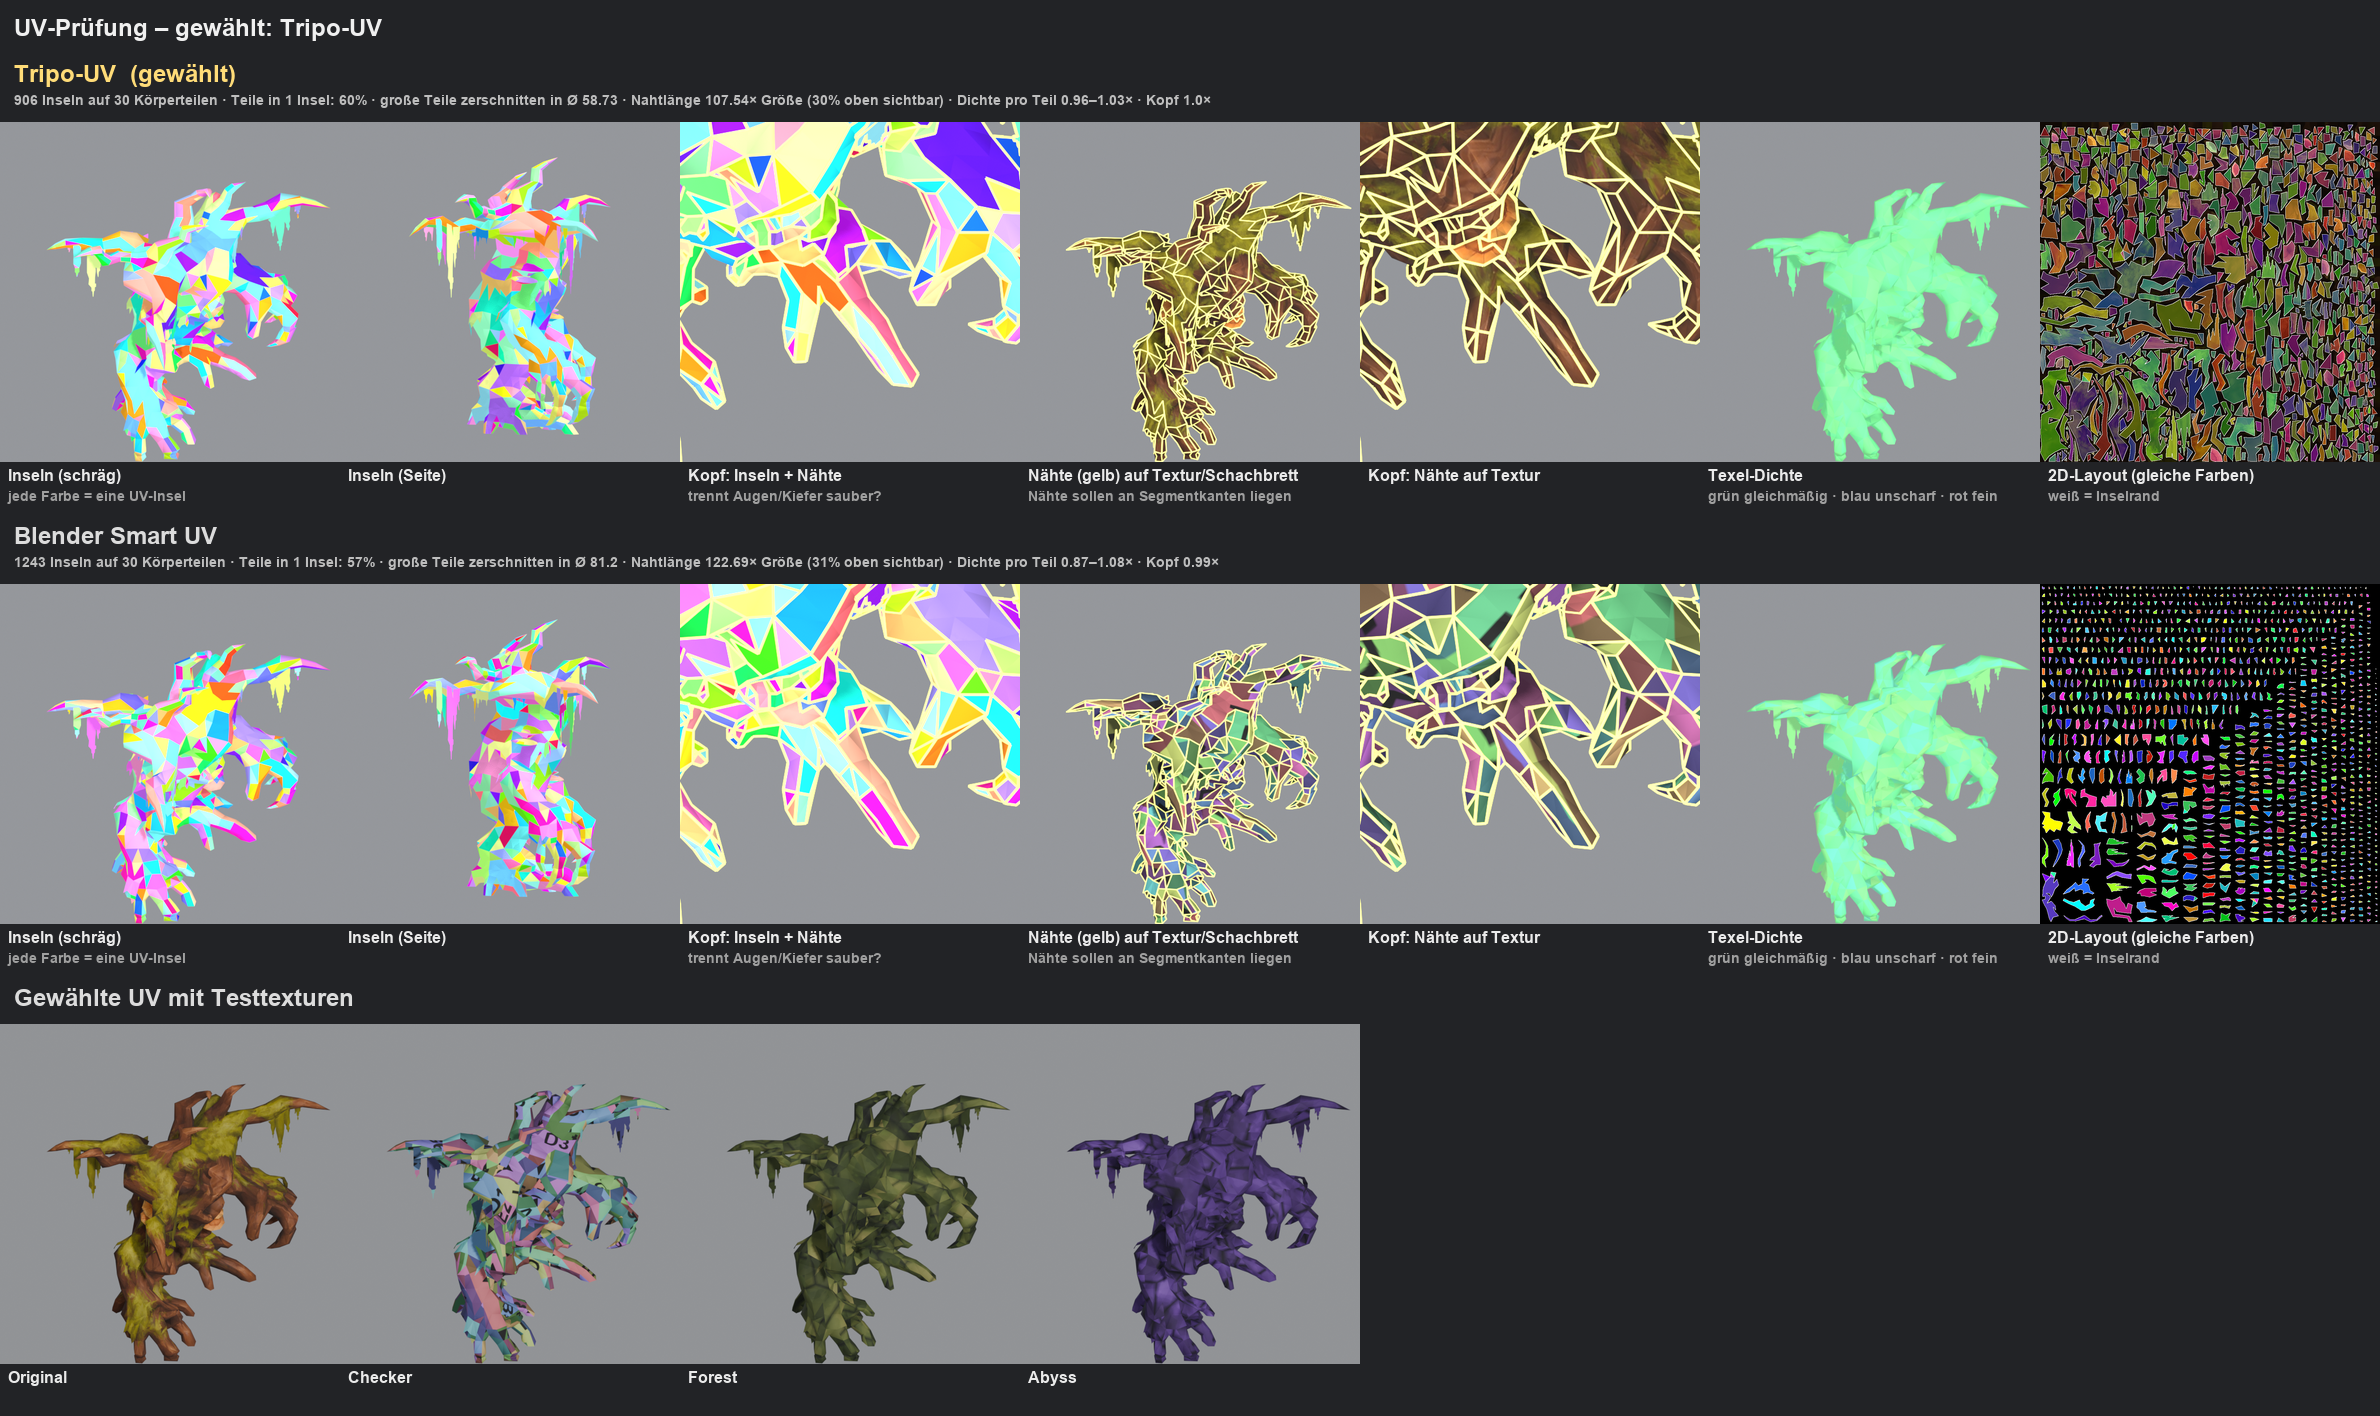 UV-Prüfung – gewählt: Tripo-UV
Tripo-UV (gewählt)
906 Inseln auf 30 Körperteilen · Teile in 1 Insel: 60% · große Teile zerschnitten in Ø 58.73 · Nahtlänge 107.54× Größe (30% oben sichtbar) · Dichte pro Teil 0.96–1.03× · Kopf 1.0×
Inseln (schräg)
jede Farbe = eine UV-Insel
Inseln (Seite)
Kopf: Inseln + Nähte
trennt Augen/Kiefer sauber?
Nähte (gelb) auf Textur/Schachbrett
Nähte sollen an Segmentkanten liegen
Kopf: Nähte auf Textur
Texel-Dichte
grün gleichmäßig · blau unscharf · rot fein
2D-Layout (gleiche Farben)
weiß = Inselrand
Blender Smart UV
1243 Inseln auf 30 Körperteilen · Teile in 1 Insel: 57% · große Teile zerschnitten in Ø 81.2 · Nahtlänge 122.69× Größe (31% oben sichtbar) · Dichte pro Teil 0.87–1.08× · Kopf 0.99×
Inseln (schräg)
jede Farbe = eine UV-Insel
Inseln (Seite)
Kopf: Inseln + Nähte
trennt Augen/Kiefer sauber?
Nähte (gelb) auf Textur/Schachbrett
Nähte sollen an Segmentkanten liegen
Kopf: Nähte auf Textur
Texel-Dichte
grün gleichmäßig · blau unscharf · rot fein
2D-Layout (gleiche Farben)
weiß = Inselrand
Gewählte UV mit Testtexturen
D3
Original
Checker
Forest
Abyss